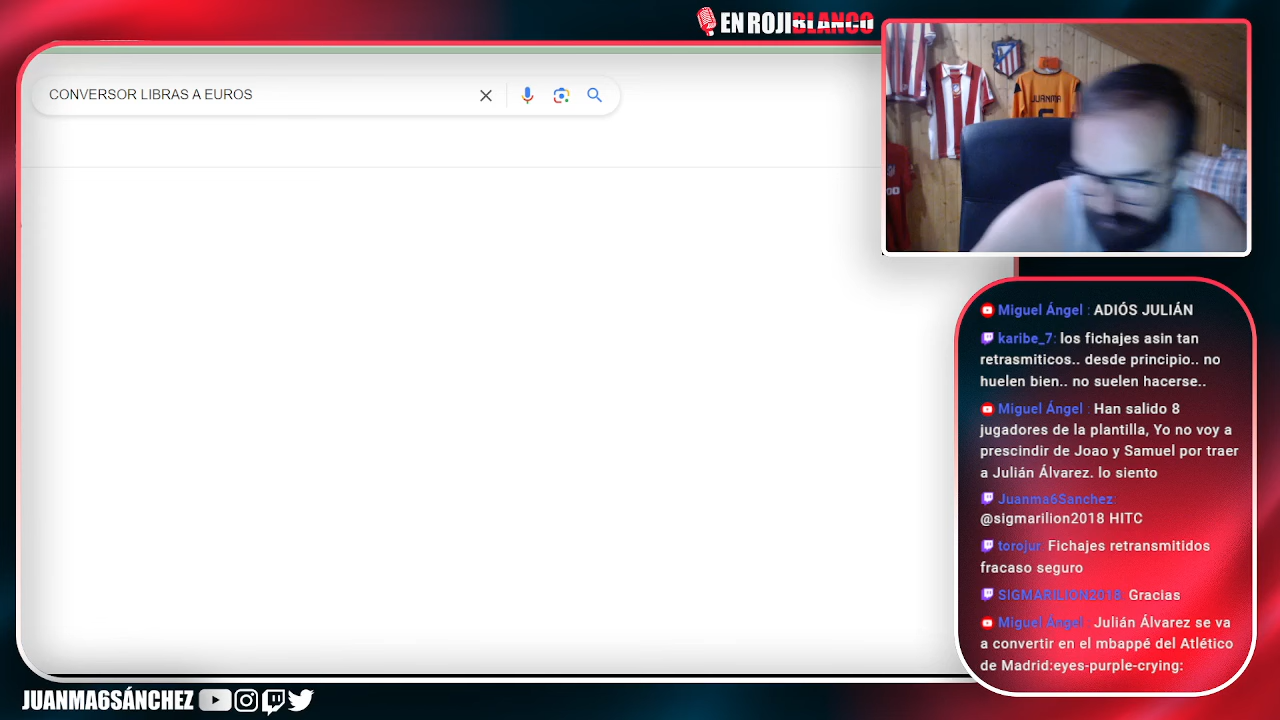 EN ROJIBLANCO
CONVERSOR LIBRAS A EUROS
JUANMA
Miguel Ángel : ADIÓS JULIÁN
karibe_7: los fichajes asin tan
retrasmiticos.. desde principio.. no
huelen bien.. no suelen hacerse..
Miguel Ángel : Han salido 8
jugadores de la plantilla, Yo no voy a
prescindir de Joao y Samuel por traer
a Julián Álvarez. lo siento
Juanma6Sanchez:
@sigmarilion2018 HITC
torojur: Fichajes retransmitidos
fracaso seguro
SIGMARILION2018: Gracias
Miguel Ángel : Julián Álvarez se va
a convertir en el mbappé del Atlético
de Madrid:eyes-purple-crying:
JUANMA6SÁNCHEZ